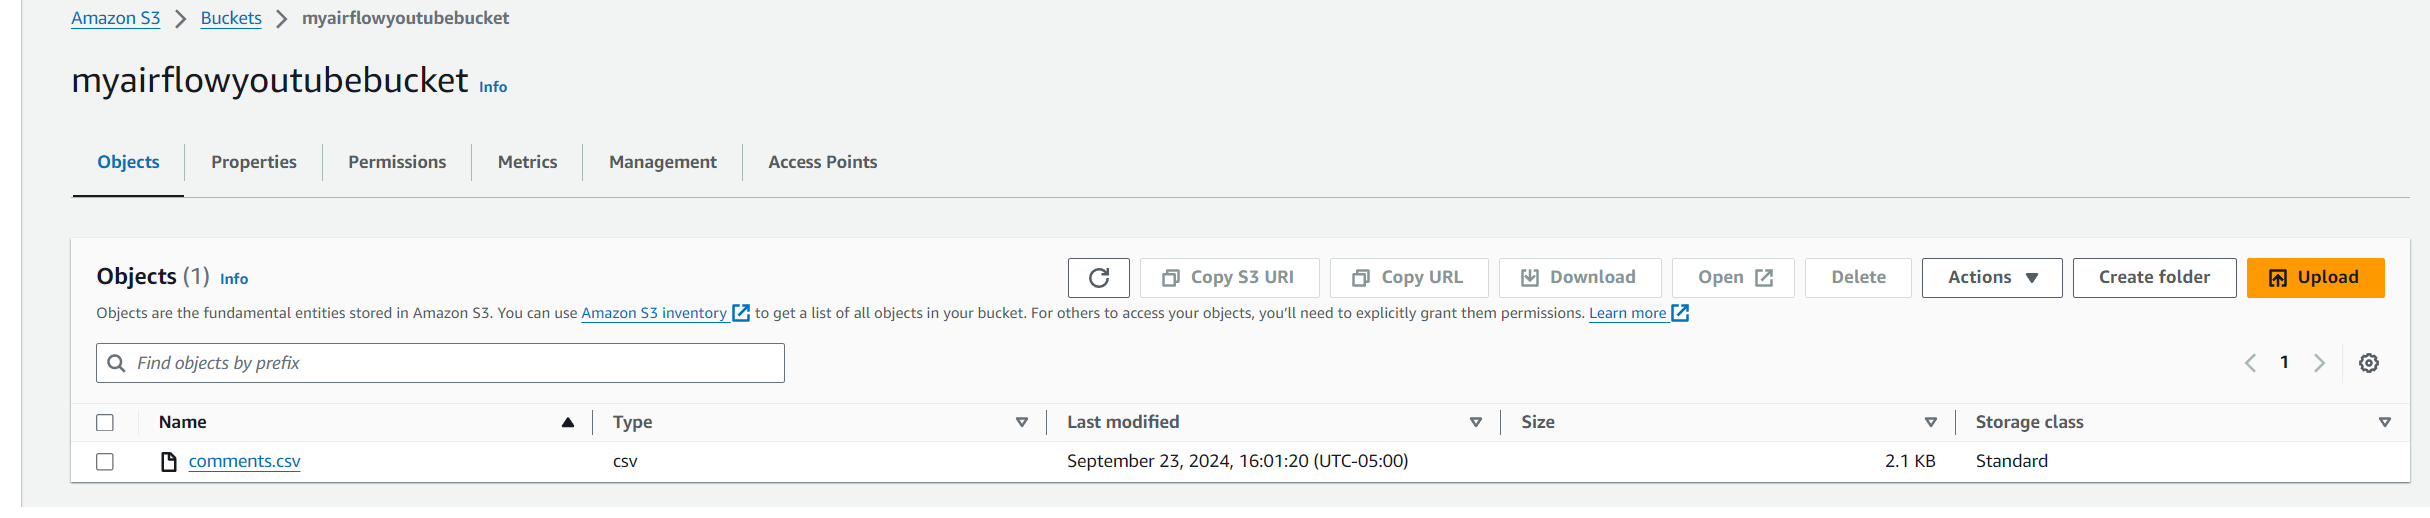 Amazon S3 > Buckets > myairflowyoutubebucket
myairflowyoutubebucket Info
Objects Properties Permissions Metrics Management Access Points
Objects (1) Info
Copy S3 URI Copy URL Download Open Delete Actions Create folder Upload
Objects are the fundamental entities stored in Amazon S3. You can use Amazon S3 inventory to get a list of all objects in your bucket. For others to access your objects, you’ll need to explicitly grant them permissions. Learn more
Find objects by prefix
1
Name Type Last modified Size Storage class
comments.csv csv September 23, 2024, 16:01:20 (UTC-05:00) 2.1 KB Standard